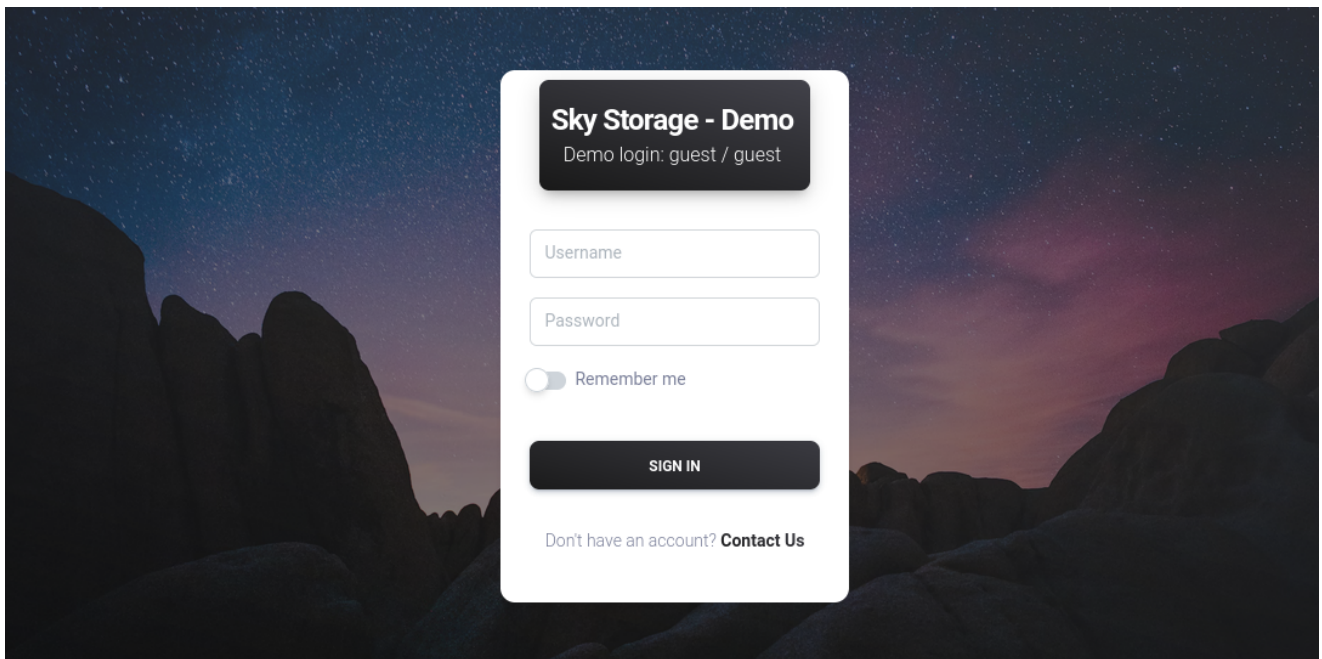 Sky Storage - Demo
Demo login: guest / guest
Username
Password
Remember me
SIGN IN
Don't have an account? Contact Us